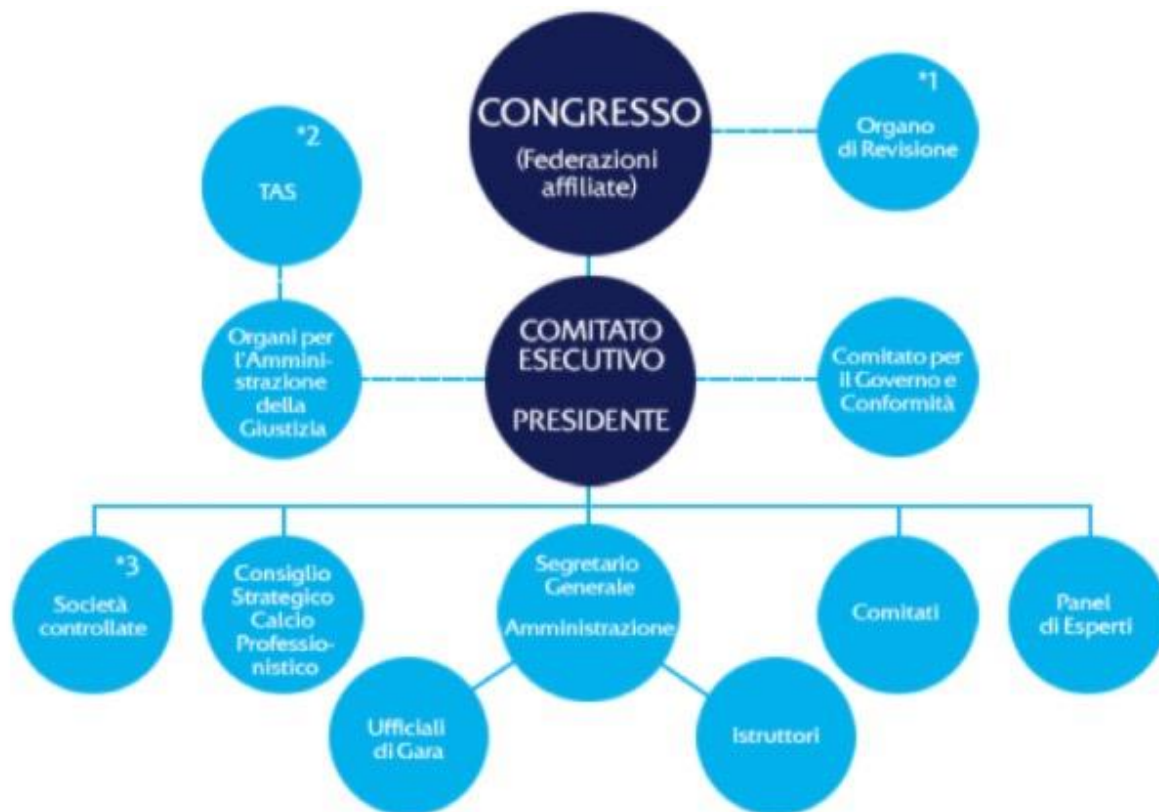 CONGRESSO
(Federazioni
affiliate)
*1
Organo
di Revisione
*2
TAS
Organi per
l'Ammini-
strazione
della
Giustizia
COMITATO
ESECUTIVO
PRESIDENTE
Comitato per
il Governo e
Conformità
*3
Società
controllate
Consiglio
Strategico
Calcio
Professio-
nistico
Segretario
Generale
Amministrazione
Comitati
Panel
di Esperti
Ufficiali
di Gara
Istruttori